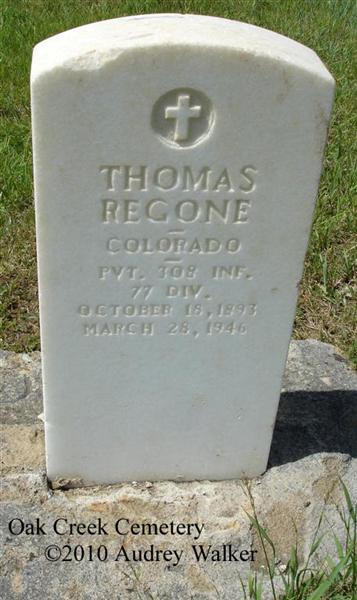 THOMAS
REGONE
COLORADO
PVT. 308 INF.
77 DIV.
OCTOBER 18, 1893
MARCH 28, 1946
Oak Creek Cemetery
©2010 Audrey Walker